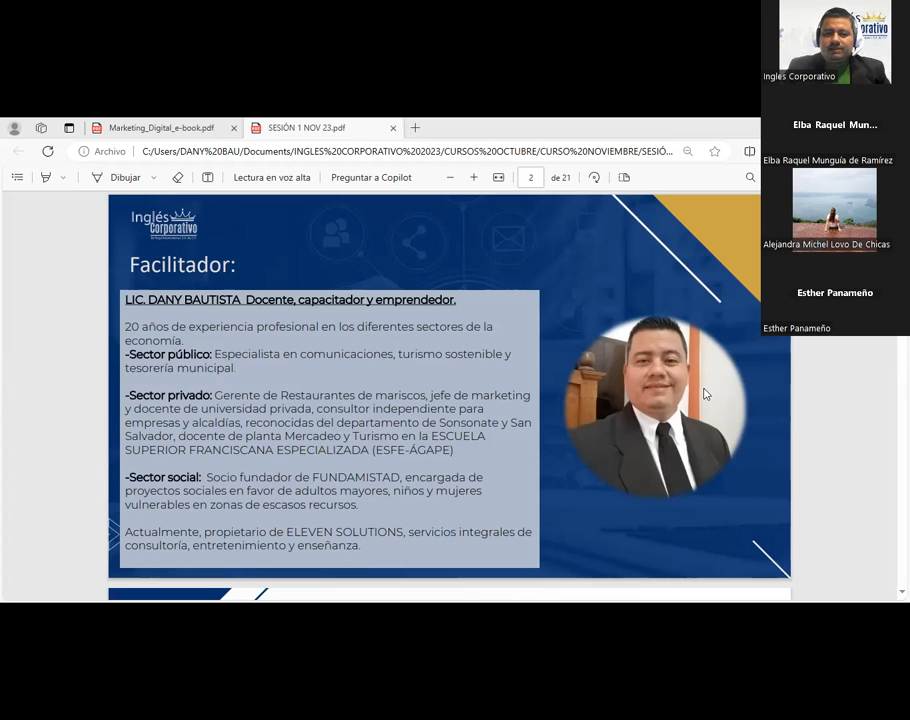 Inglés
Corporativo
Ingles Corporativo
Elba Raquel Mun...
Elba Raquel Munguía de Ramírez
Alejandra Michel Lovo De Chicas
Esther Panameño
Esther Panameño
Marketing_Digital_e-book.pdf
SESIÓN 1 NOV 23.pdf
Archivo
C:/Users/DANY%20BAU/Documents/INGLES%20CORPORATIVO%202023/CURSOS%20OCTUBRE/CURSO%20NOVIEMBRE/SESIÓ...
Dibujar
Lectura en voz alta
Preguntar a Copilot
2
de 21
Inglés
Corporativo
Facilitador:
LIC. DANY BAUTISTA Docente, capacitador y emprendedor.
20 años de experiencia profesional en los diferentes sectores de la
economía.
-Sector público: Especialista en comunicaciones, turismo sostenible y
tesorería municipal.
-Sector privado: Gerente de Restaurantes de mariscos, jefe de marketing
y docente de universidad privada, consultor independiente para
empresas y alcaldías, reconocidas del departamento de Sonsonate y San
Salvador, docente de planta Mercadeo y Turismo en la ESCUELA
SUPERIOR FRANCISCANA ESPECIALIZADA (ESFE-ÁGAPE)
-Sector social: Socio fundador de FUNDAMISTAD, encargada de
proyectos sociales en favor de adultos mayores, niños y mujeres
vulnerables en zonas de escasos recursos.
Actualmente, propietario de ELEVEN SOLUTIONS, servicios integrales de
consultoría, entretenimiento y enseñanza.